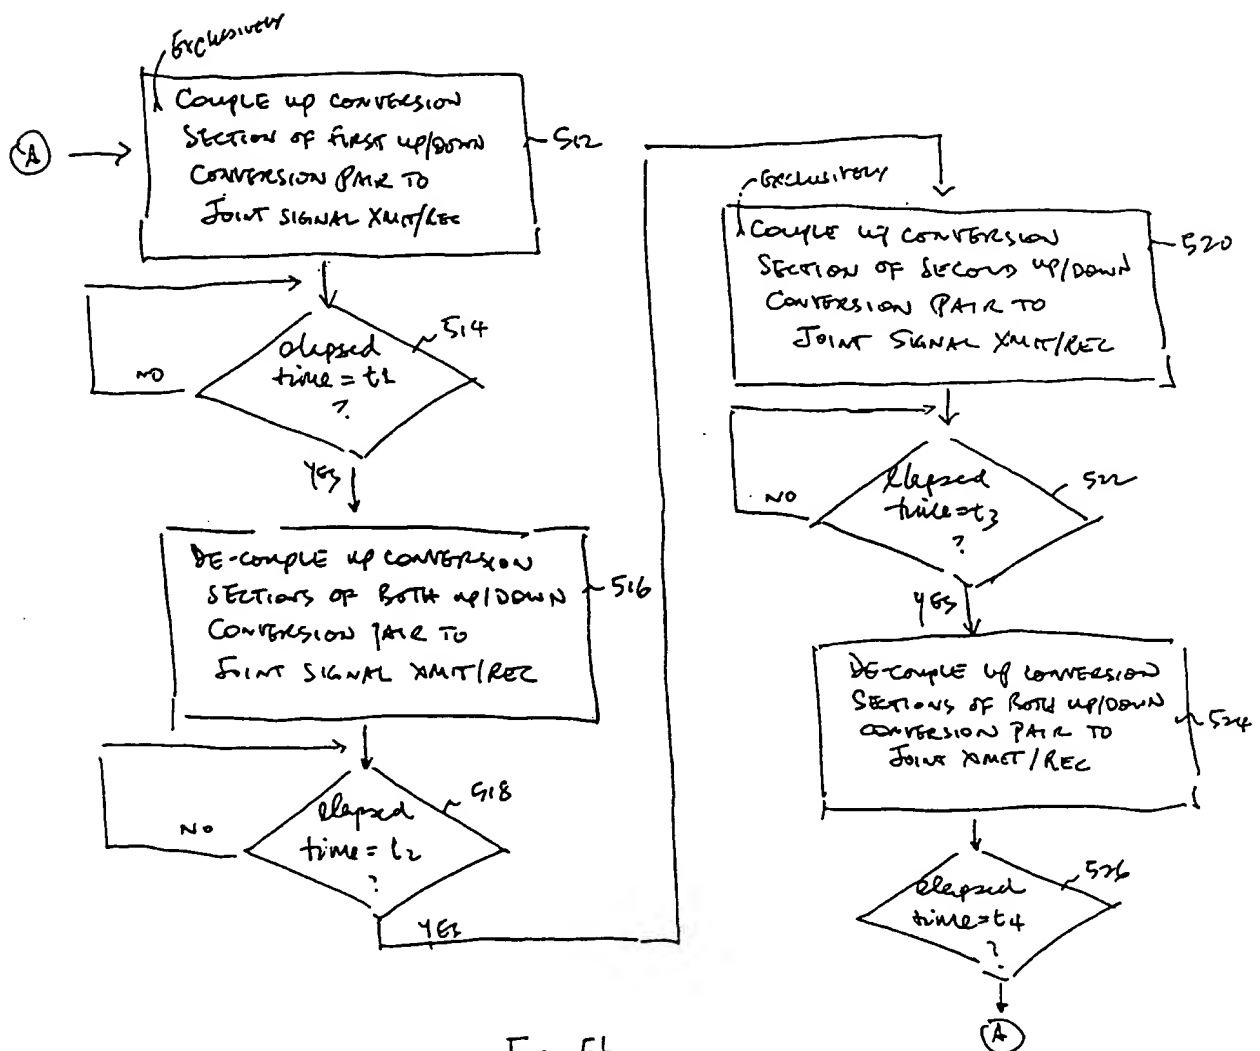 EXCLUSIVELY
COUPLE UP CONVERSION
SECTION OF FIRST UP/DOWN
CONVERSION PAIR TO
JOINT SIGNAL XMIT/REC
512
A
elapsed
time = t1
?
514
NO
YES
DE-COUPLE UP CONVERSION
SECTIONS OF BOTH UP/DOWN
CONVERSION PAIR TO
JOINT SIGNAL XMIT/REC
516
elapsed
time = t2
?
518
NO
YES
EXCLUSIVELY
COUPLE UP CONVERSION
SECTION OF SECOND UP/DOWN
CONVERSION PAIR TO
JOINT SIGNAL XMIT/REC
520
elapsed
time = t3
?
522
NO
YES
DE-COUPLE UP CONVERSION
SECTIONS OF BOTH UP/DOWN
CONVERSION PAIR TO
JOINT XMIT/REC
524
elapsed
time = t4
?
526
A